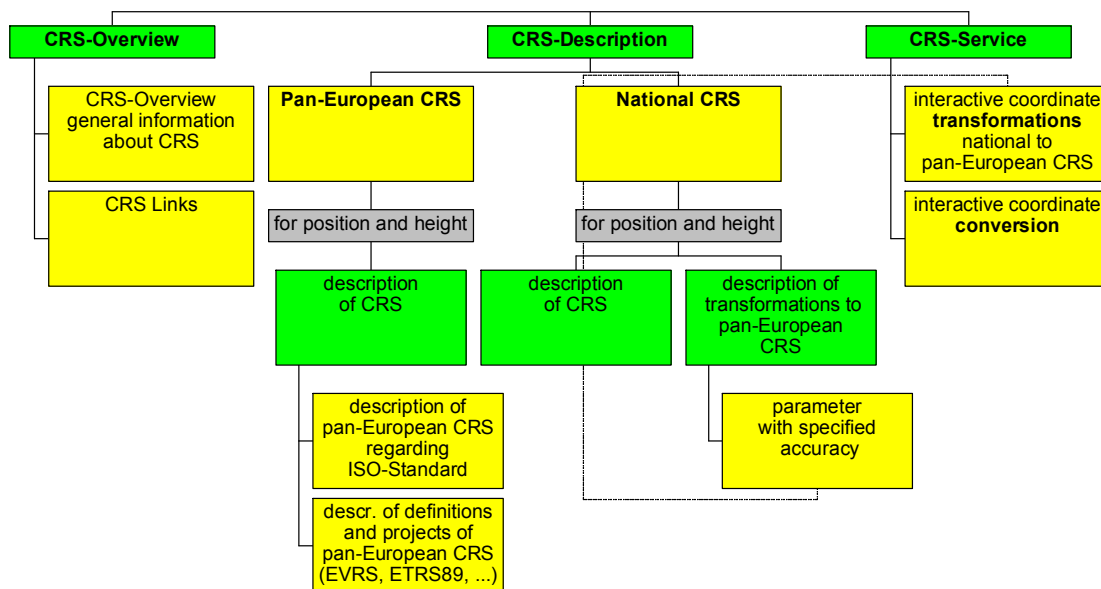 CRS-Overview
CRS-Description
CRS-Service
CRS-Overview
general information
about CRS
CRS Links
Pan-European CRS
National CRS
interactive coordinate
transformations
national to
pan-European CRS
interactive coordinate
conversion
for position and height
for position and height
description
of CRS
description
of CRS
description of
transformations to
pan-European
CRS
description of
pan-European CRS
regarding
ISO-Standard
descr. of definitions
and projects of
pan-European CRS
(EVRS, ETRS89, ...)
parameter
with specified
accuracy